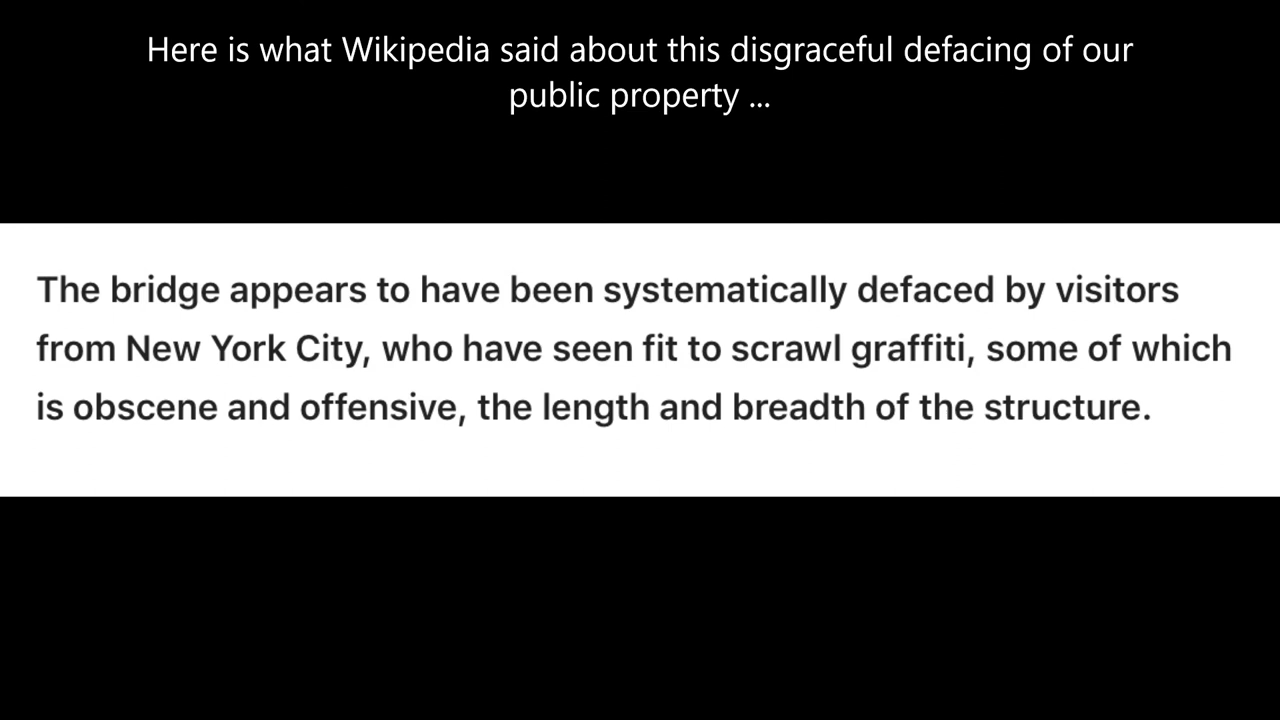 Here is what Wikipedia said about this disgraceful defacing of our
public property ...
The bridge appears to have been systematically defaced by visitors
from New York City, who have seen fit to scrawl graffiti, some of which
is obscene and offensive, the length and breadth of the structure.